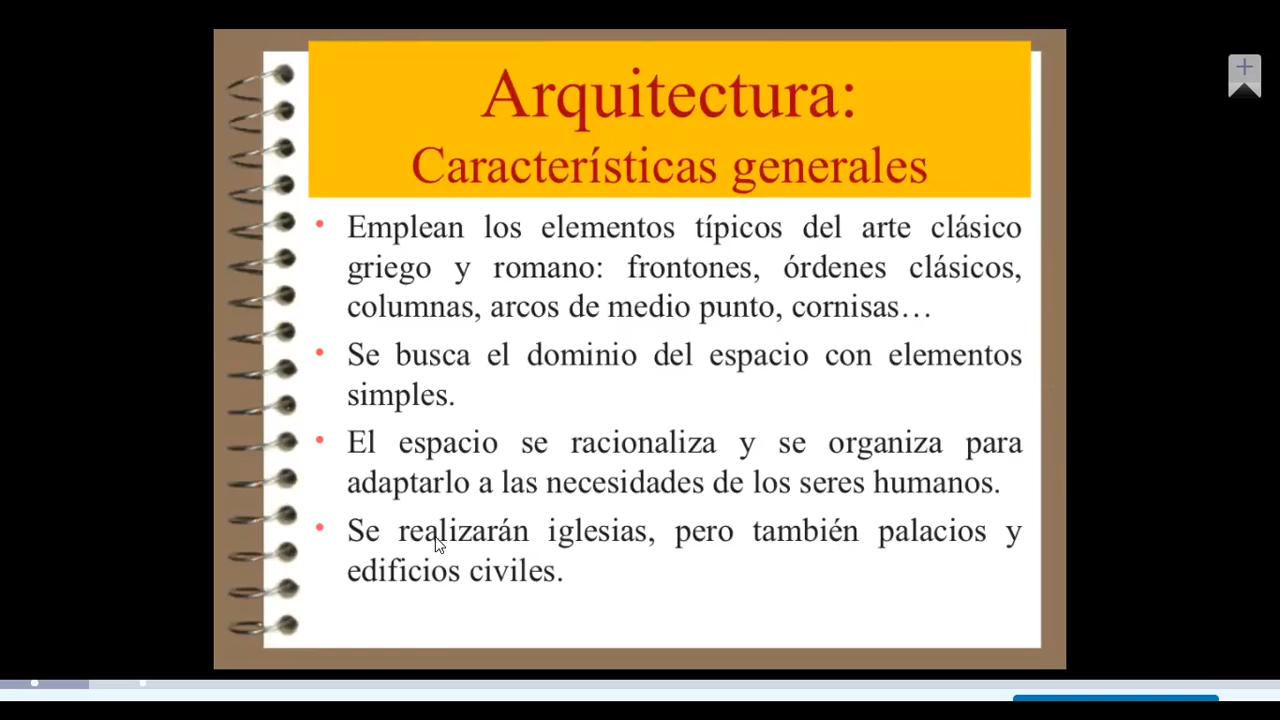 Arquitectura:
Características generales
• Emplean los elementos típicos del arte clásico
griego y romano: frontones, órdenes clásicos,
columnas, arcos de medio punto, cornisas…
• Se busca el dominio del espacio con elementos
simples.
• El espacio se racionaliza y se organiza para
adaptarlo a las necesidades de los seres humanos.
• Se realizarán iglesias, pero también palacios y
edificios civiles.